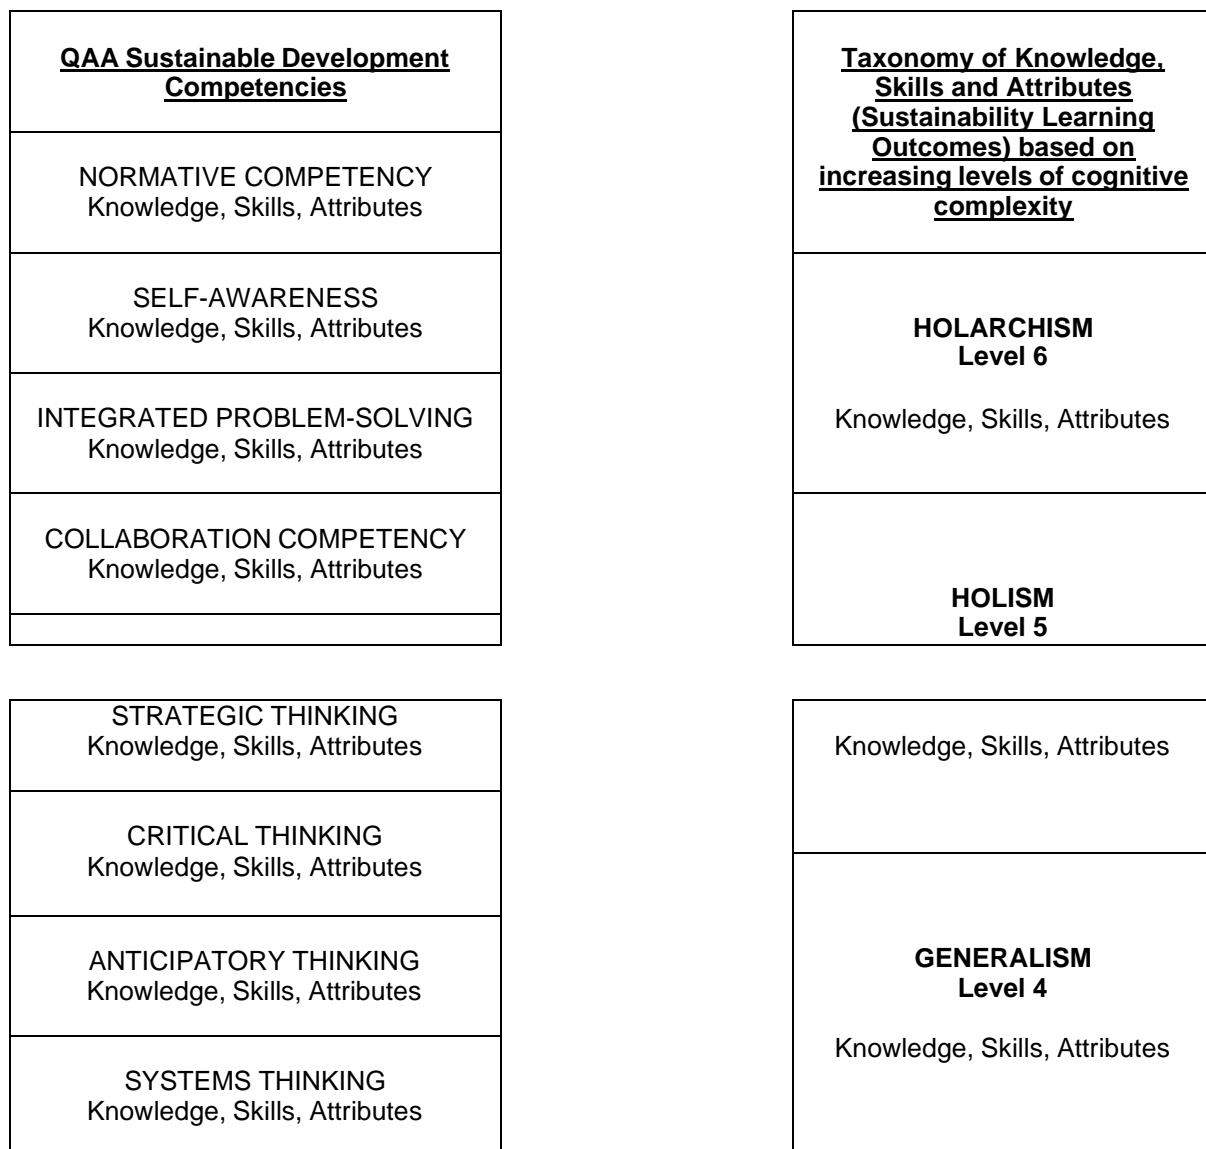 QAA Sustainable Development
Competencies
NORMATIVE COMPETENCY
Knowledge, Skills, Attributes
SELF-AWARENESS
Knowledge, Skills, Attributes
INTEGRATED PROBLEM-SOLVING
Knowledge, Skills, Attributes
COLLABORATION COMPETENCY
Knowledge, Skills, Attributes
Taxonomy of Knowledge,
Skills and Attributes
(Sustainability Learning
Outcomes) based on
increasing levels of cognitive
complexity
HOLARCHISM
Level 6
Knowledge, Skills, Attributes
HOLISM
Level 5
STRATEGIC THINKING
Knowledge, Skills, Attributes
CRITICAL THINKING
Knowledge, Skills, Attributes
ANTICIPATORY THINKING
Knowledge, Skills, Attributes
SYSTEMS THINKING
Knowledge, Skills, Attributes
Knowledge, Skills, Attributes
GENERALISM
Level 4
Knowledge, Skills, Attributes